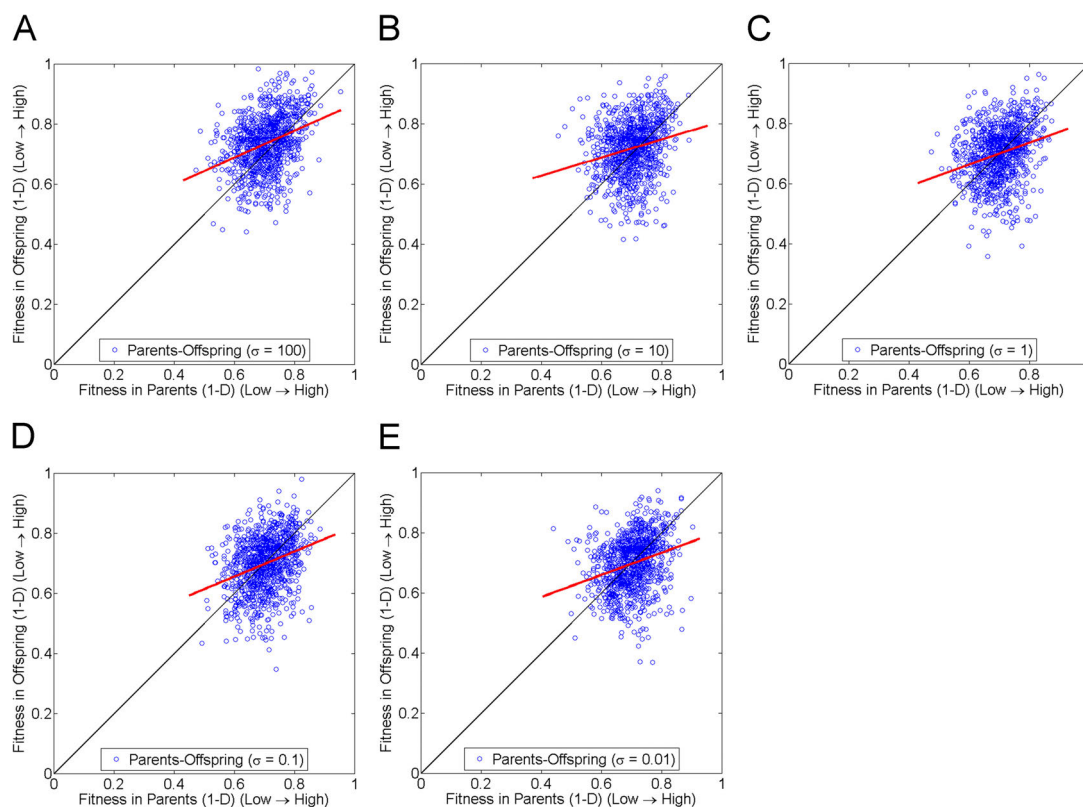 A
B
C
1
0.8
0.6
0.4
0.2
0
Fitness in Offspring (1-D) (Low → High)
Parents-Offspring (σ = 100)
0 0.2 0.4 0.6 0.8 1
Fitness in Parents (1-D) (Low → High)
1
0.8
0.6
0.4
0.2
0
Fitness in Offspring (1-D) (Low → High)
Parents-Offspring (σ = 10)
0 0.2 0.4 0.6 0.8 1
Fitness in Parents (1-D) (Low → High)
1
0.8
0.6
0.4
0.2
0
Fitness in Offspring (1-D) (Low → High)
Parents-Offspring (σ = 1)
0 0.2 0.4 0.6 0.8
Fitness in Parents (1-D) (Low → High)
D
E
1
0.8
0.6
0.4
0.2
0
Fitness in Offspring (1-D) (Low → High)
Parents-Offspring (σ = 0.1)
0 0.2 0.4 0.6 0.8 1
Fitness in Parents (1-D) (Low → High)
1
0.8
0.6
0.4
0.2
0
Fitness in Offspring (1-D) (Low → High)
Parents-Offspring (σ = 0.01)
0 0.2 0.4 0.6 0.8 1
Fitness in Parents (1-D) (Low → High)